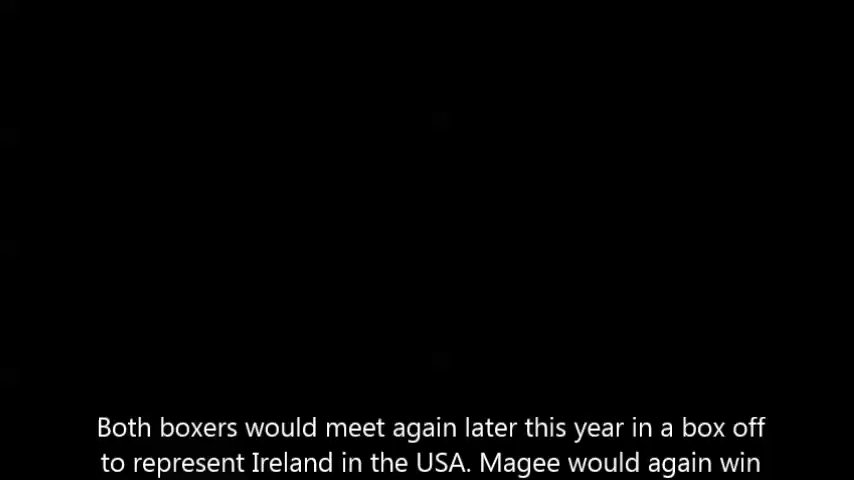 Both boxers would meet again later this year in a box off
to represent Ireland in the USA. Magee would again win